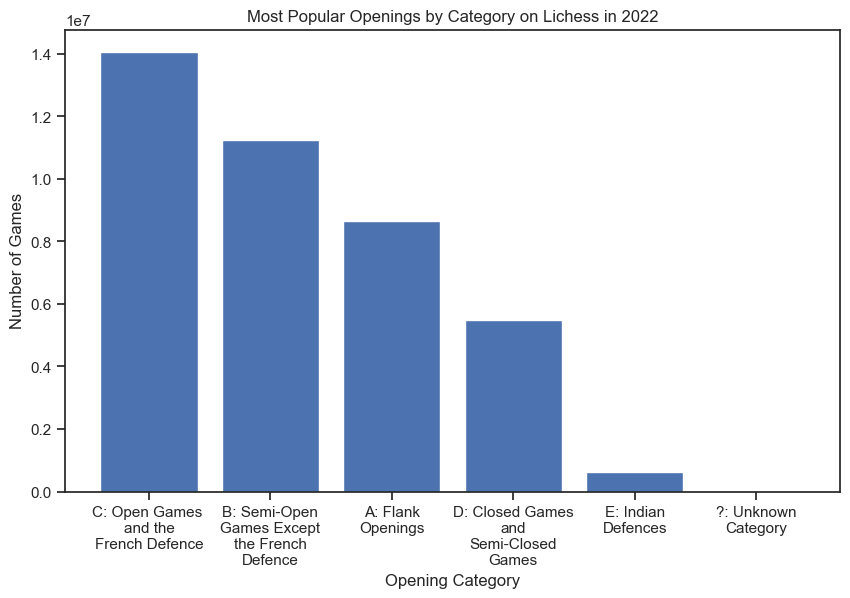 Most Popular Openings by Category on Lichess in 2022
1e7
1.4
1.2
1.0
0.8
0.6
0.4
0.2
0.0
Number of Games
C: Open Games
and the
French Defence
B: Semi-Open
Games Except
the French
Defence
A: Flank
Openings
D: Closed Games
and
Semi-Closed
Games
E: Indian
Defences
?: Unknown
Category
Opening Category